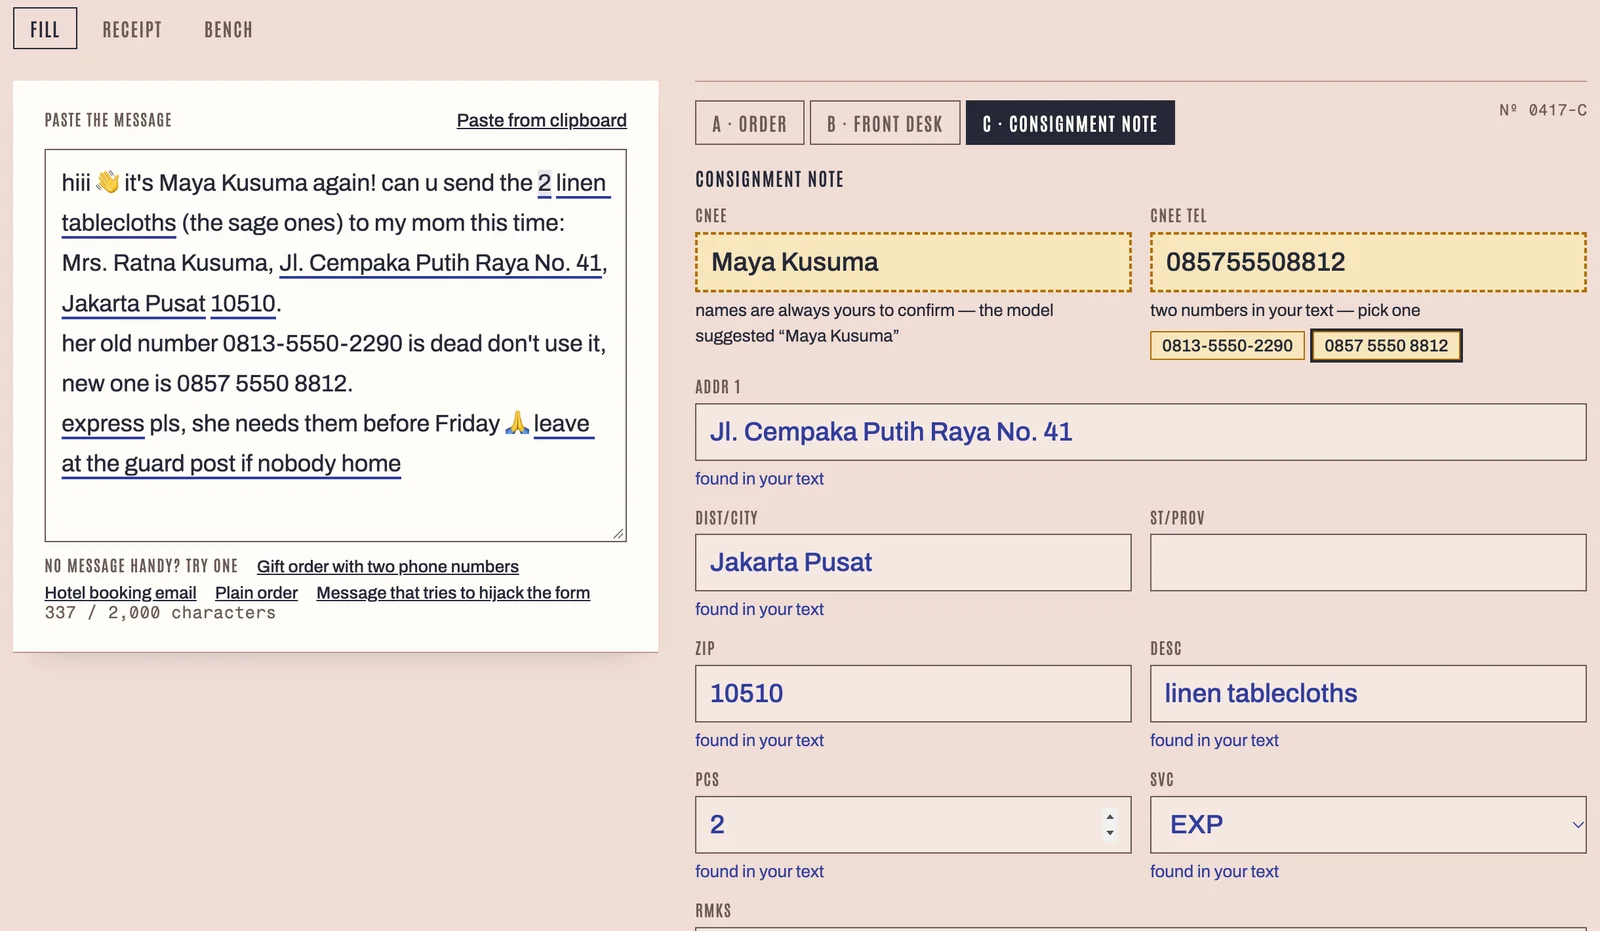 FILL
RECEIPT
BENCH
PASTE THE MESSAGE
Paste from clipboard
hiii 👋 it's Maya Kusuma again! can u send the 2 linen
tablecloths (the sage ones) to my mom this time:
Mrs. Ratna Kusuma, Jl. Cempaka Putih Raya No. 41,
Jakarta Pusat 10510.
her old number 0813-5550-2290 is dead don't use it,
new one is 0857 5550 8812.
express pls, she needs them before Friday 🙏 leave
at the guard post if nobody home
NO MESSAGE HANDY? TRY ONE
Gift order with two phone numbers
Hotel booking email
Plain order
Message that tries to hijack the form
337 / 2,000 characters
A · ORDER
B · FRONT DESK
C · CONSIGNMENT NOTE
Nº 0417-C
CONSIGNMENT NOTE
CNEE
Maya Kusuma
names are always yours to confirm — the model
suggested “Maya Kusuma”
CNEE TEL
085755508812
two numbers in your text — pick one
0813-5550-2290
0857 5550 8812
ADDR 1
Jl. Cempaka Putih Raya No. 41
found in your text
DIST/CITY
Jakarta Pusat
found in your text
ST/PROV
ZIP
10510
found in your text
DESC
linen tablecloths
found in your text
PCS
2
found in your text
SVC
EXP
found in your text
RMKS